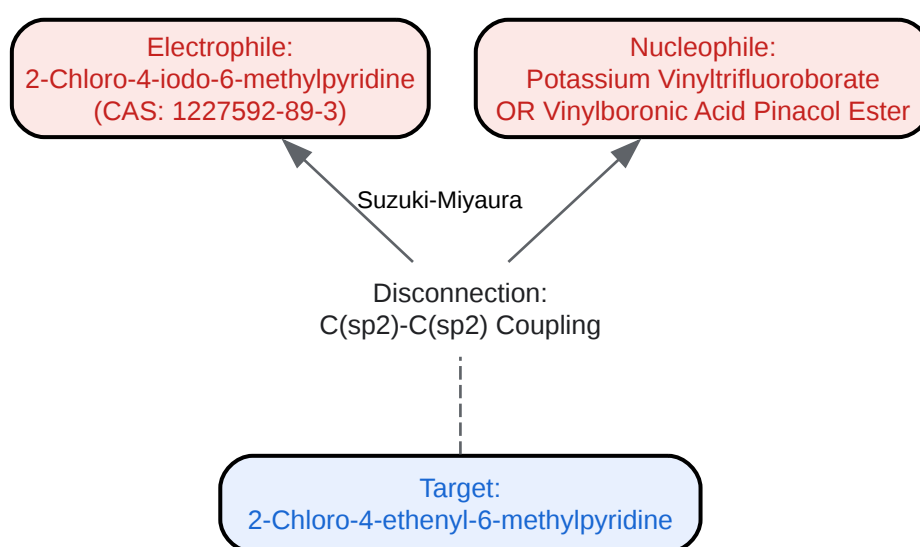 Electrophile:
2-Chloro-4-iodo-6-methylpyridine
(CAS: 1227592-89-3)
Nucleophile:
Potassium Vinyltrifluoroborate
OR Vinylboronic Acid Pinacol Ester
Suzuki-Miyaura
Disconnection:
C(sp2)-C(sp2) Coupling
Target:
2-Chloro-4-ethenyl-6-methylpyridine